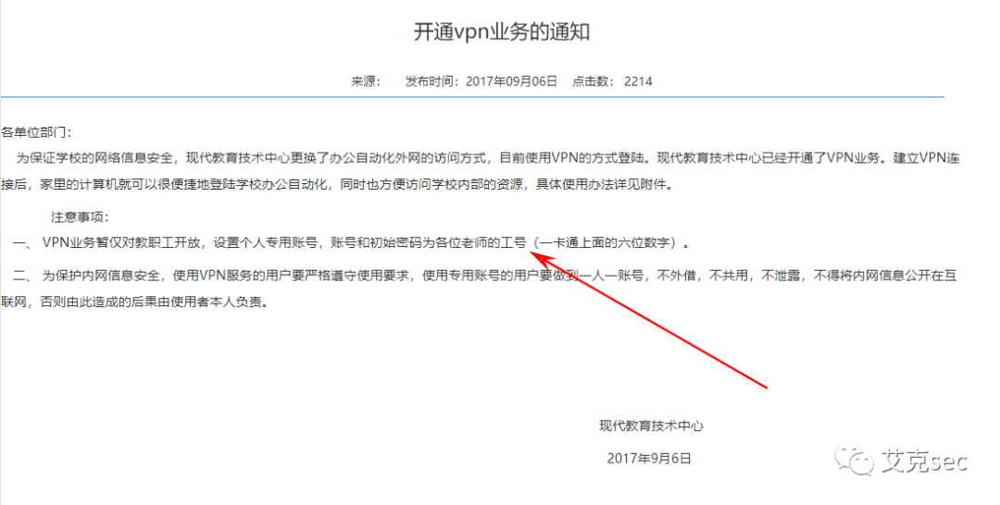 开通vpn业务的通知
来源： 发布时间：2017年09月06日 点击数： 2214
各单位部门：
为保证学校的网络信息安全，现代教育技术中心更换了办公自动化外网的访问方式，目前使用VPN的方式登陆。现代教育技术中心已经开通了VPN业务。建立VPN连
接后，家里的计算机就可以很便捷地登陆学校办公自动化，同时也方便访问学校内部的资源，具体使用办法详见附件。
注意事项：
一、 VPN业务暂仅对教职工开放，设置个人专用账号，账号和初始密码为各位老师的工号（一卡通上面的六位数字）。
二、 为保护内网信息安全，使用VPN服务的用户要严格遵守使用要求，使用专用账号的用户要做到一人一账号，不外借，不共用，不泄露，不得将内网信息公开在互
联网，否则由此造成的后果由使用者本人负责。
现代教育技术中心
2017年9月6日
艾克sec